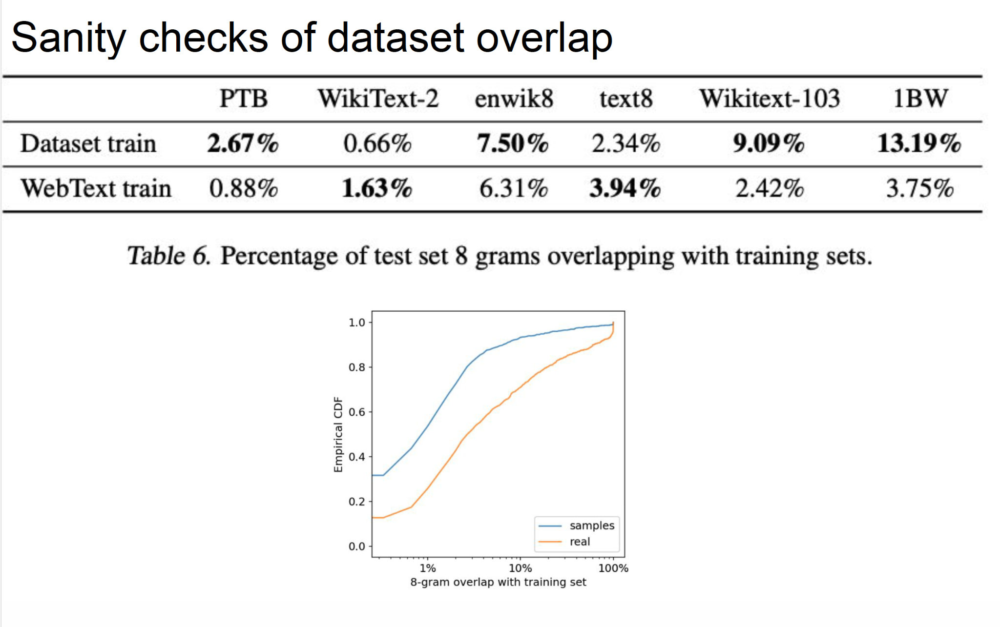 Sanity checks of dataset overlap
PTB WikiText-2 enwik8 text8 Wikitext-103 1BW
Dataset train 2.67% 0.66% 7.50% 2.34% 9.09% 13.19%
WebText train 0.88% 1.63% 6.31% 3.94% 2.42% 3.75%
Table 6. Percentage of test set 8 grams overlapping with training sets.
1.0
0.8
0.6
0.4
0.2
0.0
Empirical CDF
samples
real
1% 10% 100%
8-gram overlap with training set